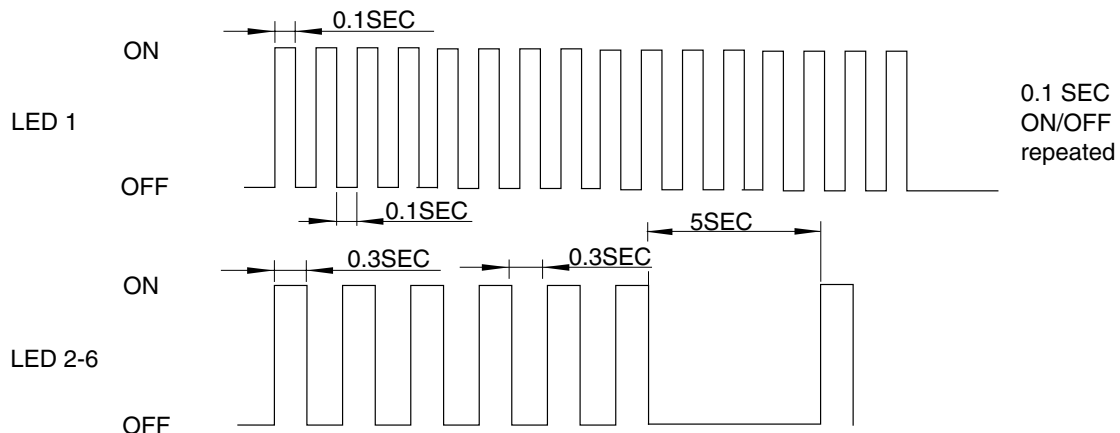 0.1SEC
ON
LED 1
OFF
0.1SEC
0.1 SEC
ON/OFF
repeated
5SEC
0.3SEC
0.3SEC
ON
LED 2-6
OFF